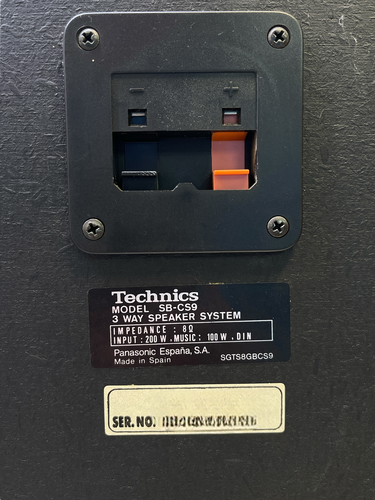 - +
Technics
MODEL SB-CS9
3 WAY SPEAKER SYSTEM
IMPEDANCE : 8Ω
INPUT : 200 W . MUSIC : 100 W . DIN
Panasonic España, S.A.
Made in Spain SGTS8GBCS9
SER. NO.